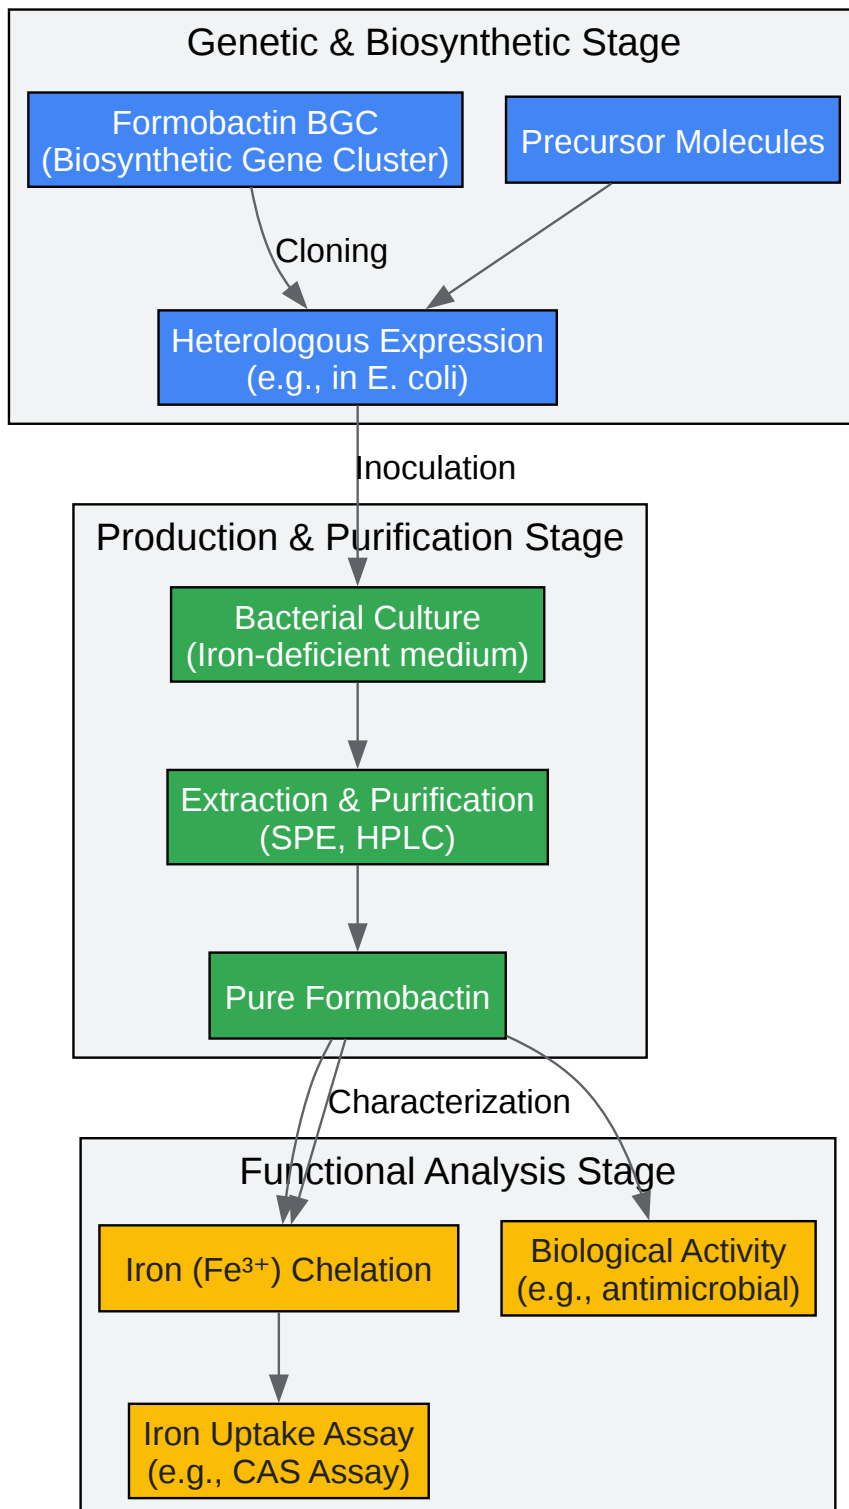 Genetic & Biosynthetic Stage
Formobactin BGC
(Biosynthetic Gene Cluster)
Precursor Molecules
Cloning
Heterologous Expression
(e.g., in E. coli)
Inoculation
Production & Purification Stage
Bacterial Culture
(Iron-deficient medium)
Extraction & Purification
(SPE, HPLC)
Pure Formobactin
Characterization
Functional Analysis Stage
Iron (Fe³⁺) Chelation
Biological Activity
(e.g., antimicrobial)
Iron Uptake Assay
(e.g., CAS Assay)